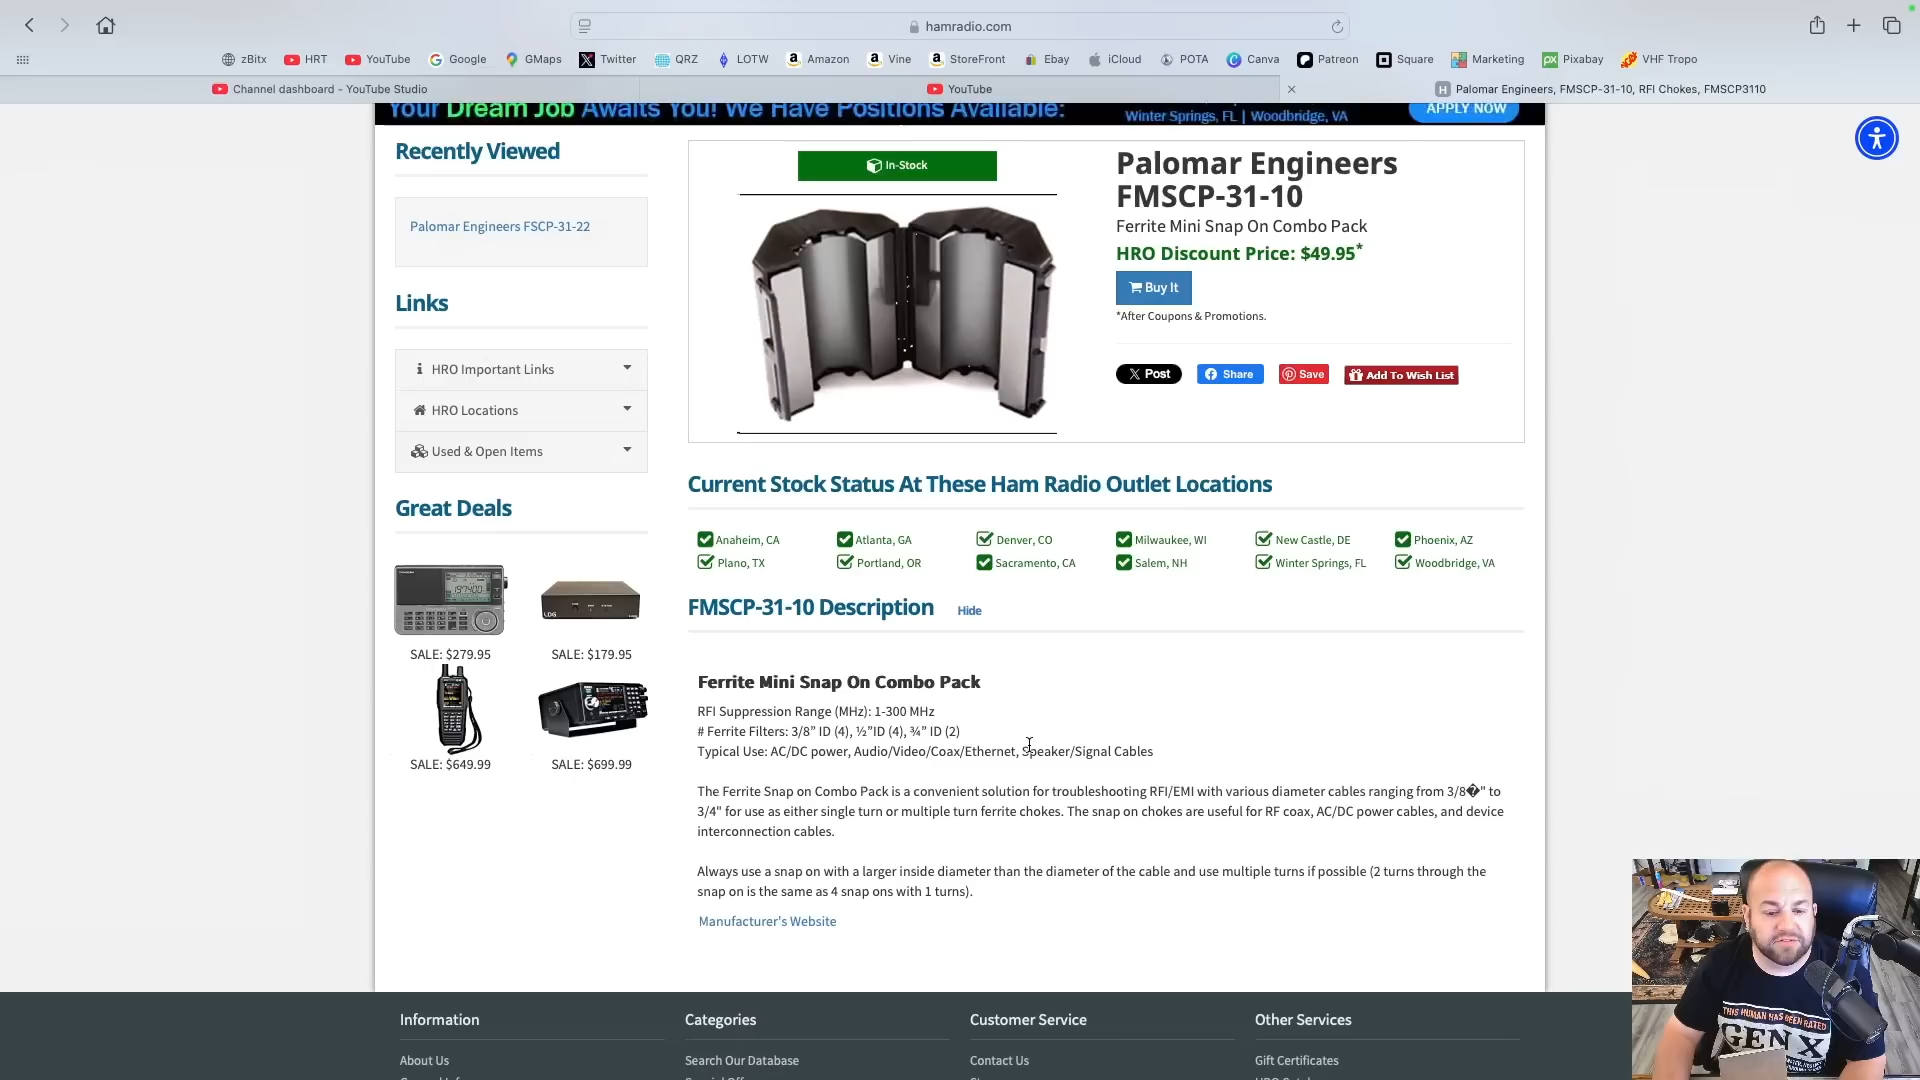 hamradio.com
zBitx
HRT
YouTube
Google
GMaps
Twitter
QRZ
LOTW
Amazon
Vine
StoreFront
Ebay
iCloud
POTA
Canva
Patreon
Square
Marketing
Pixabay
VHF Tropo
Channel dashboard - YouTube Studio
YouTube
Palomar Engineers, FMSCP-31-10, RFI Chokes, FMSCP3110
Your Dream Job Awaits You! We Have Positions Available:
Winter Springs, FL | Woodbridge, VA
APPLY NOW
Recently Viewed
Palomar Engineers FSCP-31-22
Links
HRO Important Links
HRO Locations
Used & Open Items
Great Deals
SALE: $279.95
SALE: $179.95
SALE: $649.99
SALE: $699.99
In-Stock
Palomar Engineers
FMSCP-31-10
Ferrite Mini Snap On Combo Pack
HRO Discount Price: $49.95*
Buy It
*After Coupons & Promotions.
Post
Share
Save
Add To Wish List
Current Stock Status At These Ham Radio Outlet Locations
Anaheim, CA
Atlanta, GA
Denver, CO
Milwaukee, WI
New Castle, DE
Phoenix, AZ
Plano, TX
Portland, OR
Sacramento, CA
Salem, NH
Winter Springs, FL
Woodbridge, VA
FMSCP-31-10 Description
Hide
Ferrite Mini Snap On Combo Pack
RFI Suppression Range (MHz): 1-300 MHz
# Ferrite Filters: 3/8” ID (4), ½”ID (4), ¾” ID (2)
Typical Use: AC/DC power, Audio/Video/Coax/Ethernet, Speaker/Signal Cables
The Ferrite Snap on Combo Pack is a convenient solution for troubleshooting RFI/EMI with various diameter cables ranging from 3/8�" to
3/4" for use as either single turn or multiple turn ferrite chokes. The snap on chokes are useful for RF coax, AC/DC power cables, and device
interconnection cables.
Always use a snap on with a larger inside diameter than the diameter of the cable and use multiple turns if possible (2 turns through the
snap on is the same as 4 snap ons with 1 turns).
Manufacturer's Website
THIS HUMAN HAS BEEN RATED
GEN X
Information
Categories
Customer Service
Other Services
About Us
Search Our Database
Contact Us
Gift Certificates